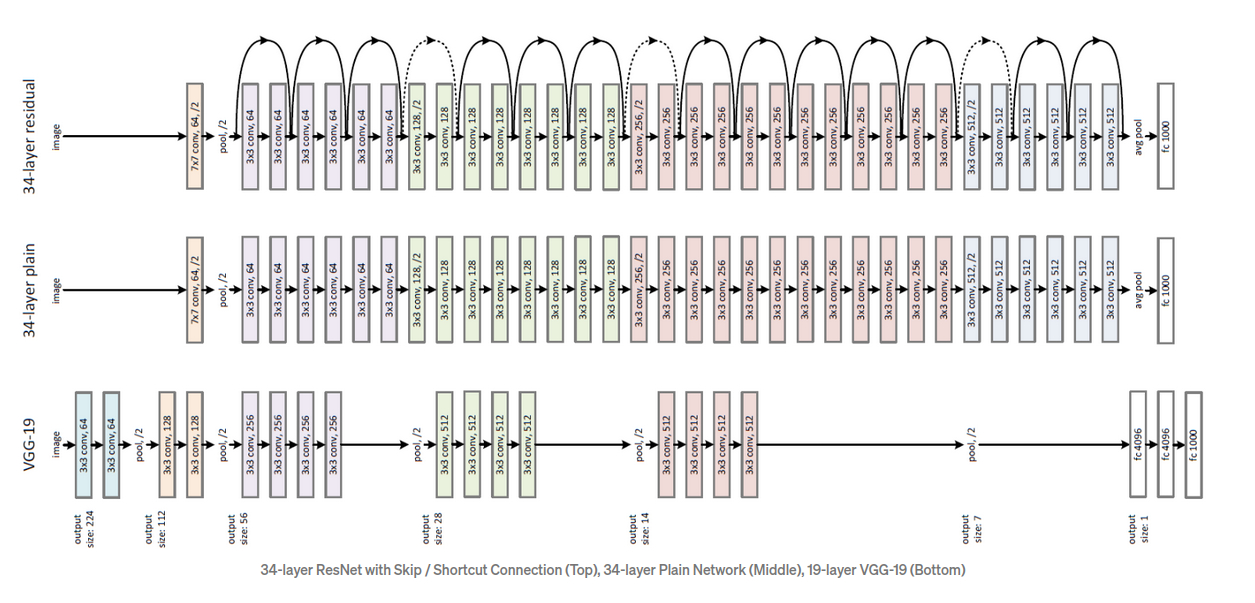 34-layer residual
image
7x7 conv, 64, /2
pool, /2
3x3 conv, 64
3x3 conv, 64
3x3 conv, 64
3x3 conv, 64
3x3 conv, 64
3x3 conv, 64
3x3 conv, 128, /2
3x3 conv, 128
3x3 conv, 128
3x3 conv, 128
3x3 conv, 128
3x3 conv, 128
3x3 conv, 128
3x3 conv, 128
3x3 conv, 256, /2
3x3 conv, 256
3x3 conv, 256
3x3 conv, 256
3x3 conv, 256
3x3 conv, 256
3x3 conv, 256
3x3 conv, 256
3x3 conv, 256
3x3 conv, 256
3x3 conv, 256
3x3 conv, 256
3x3 conv, 512, /2
3x3 conv, 512
3x3 conv, 512
3x3 conv, 512
3x3 conv, 512
3x3 conv, 512
avg pool
fc 1000
34-layer plain
image
7x7 conv, 64, /2
pool, /2
3x3 conv, 64
3x3 conv, 64
3x3 conv, 64
3x3 conv, 64
3x3 conv, 64
3x3 conv, 64
3x3 conv, 128, /2
3x3 conv, 128
3x3 conv, 128
3x3 conv, 128
3x3 conv, 128
3x3 conv, 128
3x3 conv, 128
3x3 conv, 128
3x3 conv, 256, /2
3x3 conv, 256
3x3 conv, 256
3x3 conv, 256
3x3 conv, 256
3x3 conv, 256
3x3 conv, 256
3x3 conv, 256
3x3 conv, 256
3x3 conv, 256
3x3 conv, 256
3x3 conv, 256
3x3 conv, 512, /2
3x3 conv, 512
3x3 conv, 512
3x3 conv, 512
3x3 conv, 512
3x3 conv, 512
avg pool
fc 1000
VGG-19
image
3x3 conv, 64
3x3 conv, 64
pool, /2
3x3 conv, 128
3x3 conv, 128
pool, /2
3x3 conv, 256
3x3 conv, 256
3x3 conv, 256
3x3 conv, 256
pool, /2
3x3 conv, 512
3x3 conv, 512
3x3 conv, 512
3x3 conv, 512
pool, /2
3x3 conv, 512
3x3 conv, 512
3x3 conv, 512
3x3 conv, 512
pool, /2
fc 4096
fc 4096
fc 1000
output
size: 224
output
size: 112
output
size: 56
output
size: 28
output
size: 14
output
size: 7
output
size: 1
34-layer ResNet with Skip / Shortcut Connection (Top), 34-layer Plain Network (Middle), 19-layer VGG-19 (Bottom)